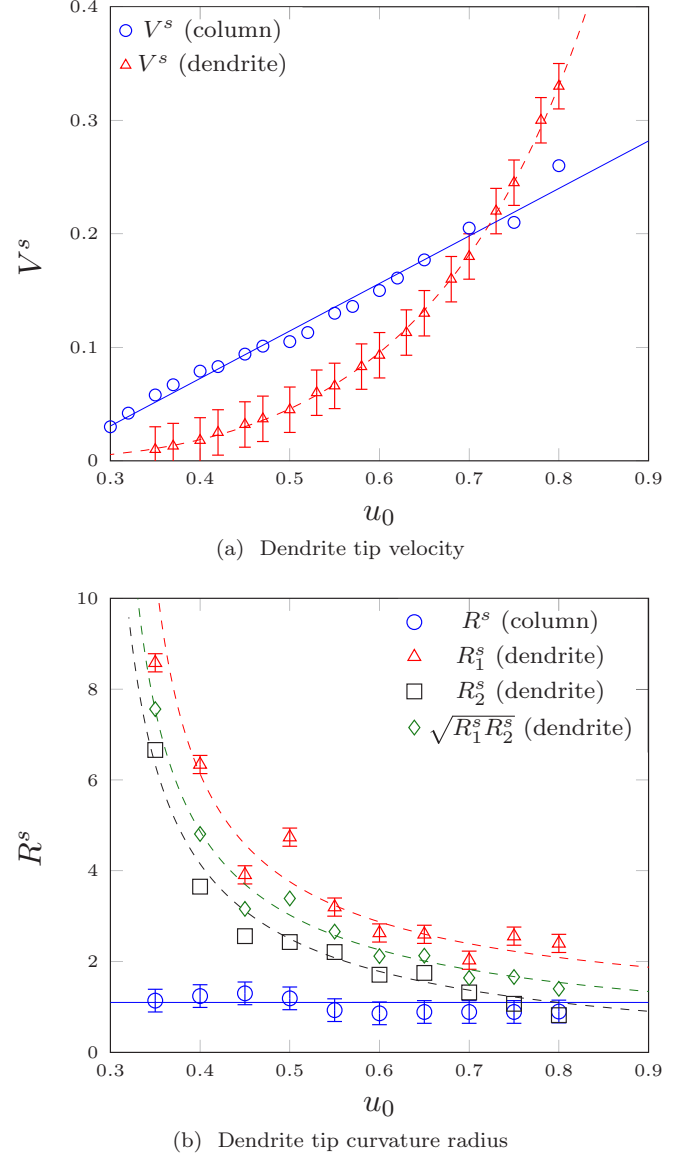 0.4
0.3
0.2
0.1
0
V^s
V^s (column)
V^s (dendrite)
0.3 0.4 0.5 0.6 0.7 0.8 0.9
u_0
(a) Dendrite tip velocity
10
8
6
4
2
0
R^s
R^s (column)
R_1^s (dendrite)
R_2^s (dendrite)
√R_1^s R_2^s (dendrite)
0.3 0.4 0.5 0.6 0.7 0.8 0.9
u_0
(b) Dendrite tip curvature radius